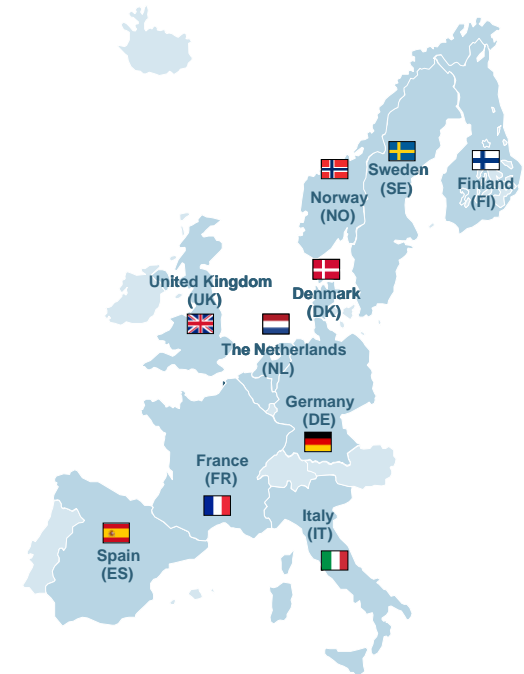 Sweden
(SE)
Finland
(FI)
Norway
(NO)
United Kingdom
(UK)
Denmark
(DK)
The Netherlands
(NL)
Germany
(DE)
France
(FR)
Italy
(IT)
Spain
(ES)